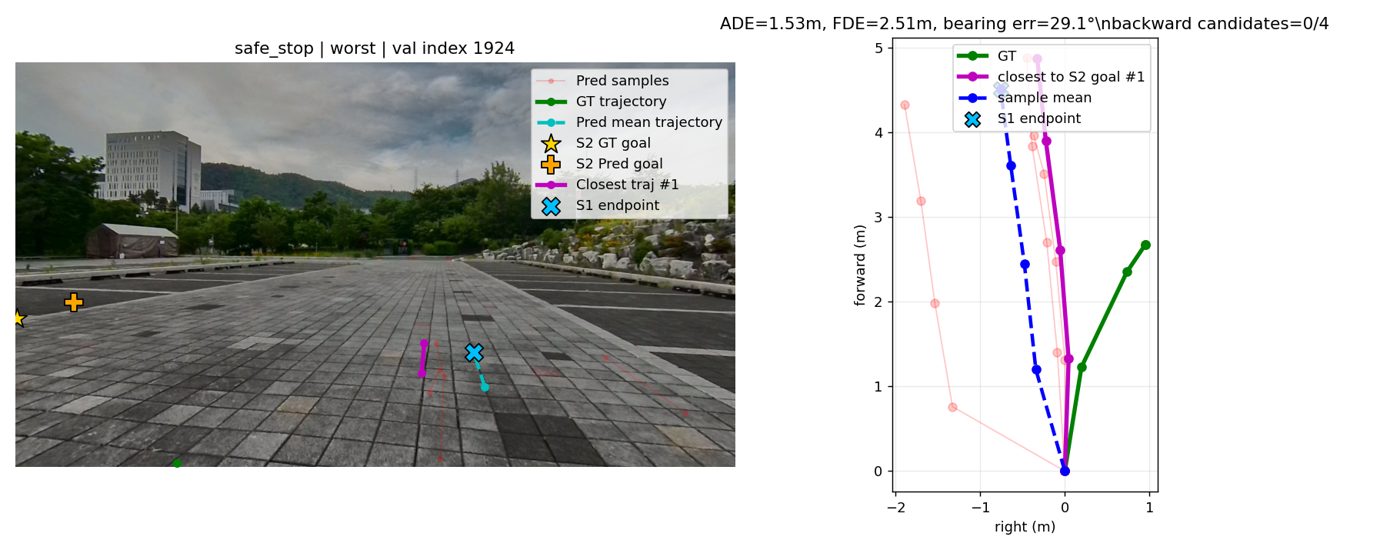 ADE=1.53m, FDE=2.51m, bearing err=29.1°\nbackward candidates=0/4
safe_stop | worst | val index 1924
Pred samples
GT trajectory
Pred mean trajectory
S2 GT goal
S2 Pred goal
Closest traj #1
S1 endpoint
GT
closest to S2 goal #1
sample mean
S1 endpoint
forward (m)
5
4
3
2
1
0
−2
−1
0
1
right (m)